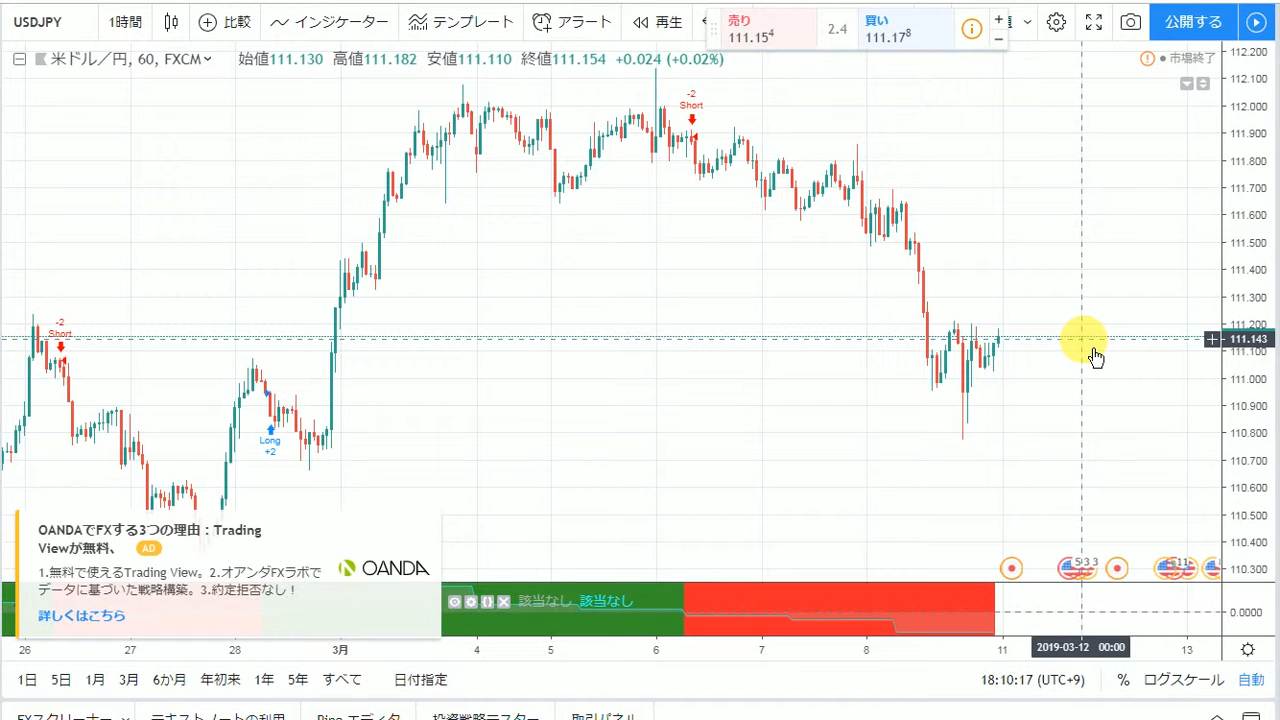 USDJPY 1時間 比較 インジケーター テンプレート アラート 再生 公開する
売り 111.15⁴ 2.4 買い 111.17⁸
米ドル／円, 60, FXCM 始値111.130 高値111.182 安値111.110 終値111.154 +0.024 (+0.02%)
市場終了
112.200
112.100
112.000
111.900
111.800
111.700
111.600
111.500
111.400
111.300
111.200
111.143
111.100
111.000
110.900
110.800
110.700
110.600
110.500
110.400
110.300
0.0000
-2
Short
-2
Short
Long
+2
OANDAでFXする3つの理由：Trading
Viewが無料、 AD
1.無料で使えるTrading View。2.オアンダFXラボで
データに基づいた戦略構築。3.約定拒否なし！
詳しくはこちら
OANDA
該当なし 該当なし
26 27 28 3月 4 5 6 7 8 11 2019-03-12 00:00 13
1日 5日 1月 3月 6か月 年初来 1年 5年 すべて 日付指定 18:10:17 (UTC+9) % ログスケール 自動
FXスクリーナー テキストノートの利用 Pine エディタ 投資戦略テスター 取引パネル